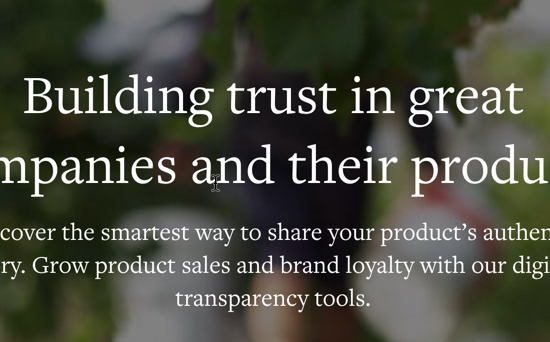 Building trust in great
mpanies and their produ
cover the smartest way to share your product’s authen
ry. Grow product sales and brand loyalty with our digi
transparency tools.